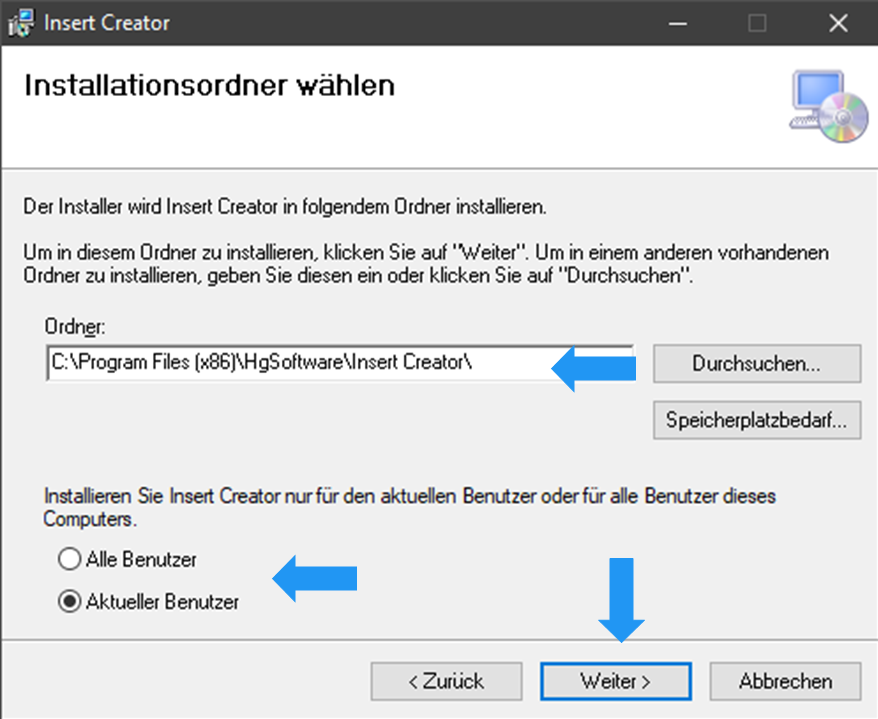 Insert Creator
Installationsordner wählen
Der Installer wird Insert Creator in folgendem Ordner installieren.
Um in diesem Ordner zu installieren, klicken Sie auf "Weiter". Um in einem anderen vorhandenen
Ordner zu installieren, geben Sie diesen ein oder klicken Sie auf "Durchsuchen".
Ordner:
C:\Program Files (x86)\HgSoftware\Insert Creator\
Durchsuchen...
Speicherplatzbedarf...
Installieren Sie Insert Creator nur für den aktuellen Benutzer oder für alle Benutzer dieses
Computers.
Alle Benutzer
Aktueller Benutzer
< Zurück
Weiter >
Abbrechen